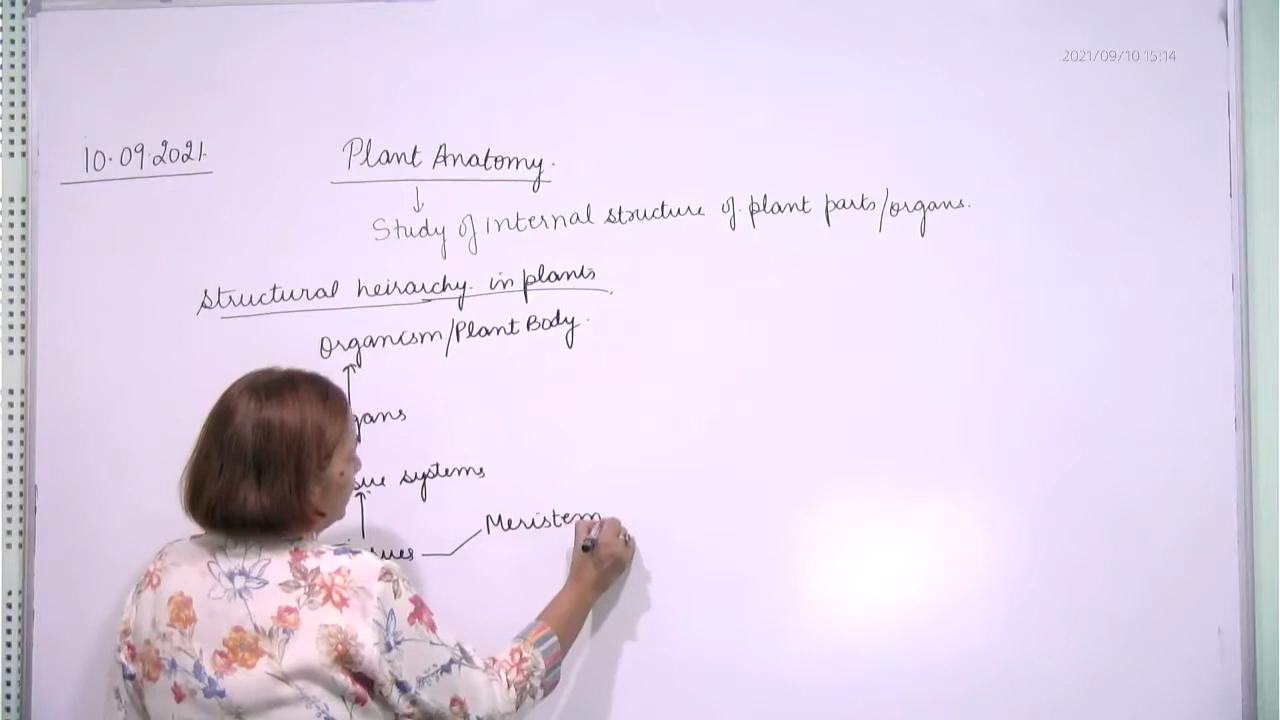 2021/09/10 15:14
10.09.2021.
Plant Anatomy.
↓
Study of internal structure of plant parts/organs.
Structural heirarchy in plants
Organism/Plant Body.
systems
Meristem